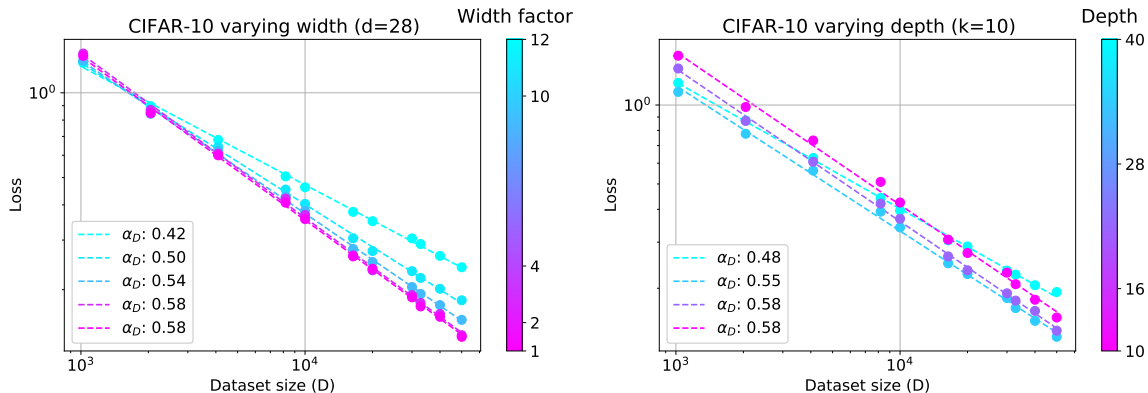 CIFAR-10 varying width (d=28)
Width factor
12
10
4
2
1
10⁰
Loss
α_D: 0.42
α_D: 0.50
α_D: 0.54
α_D: 0.58
α_D: 0.58
10³
10⁴
Dataset size (D)
CIFAR-10 varying depth (k=10)
Depth
40
28
16
10
10⁰
Loss
α_D: 0.48
α_D: 0.55
α_D: 0.58
α_D: 0.58
10³
10⁴
Dataset size (D)